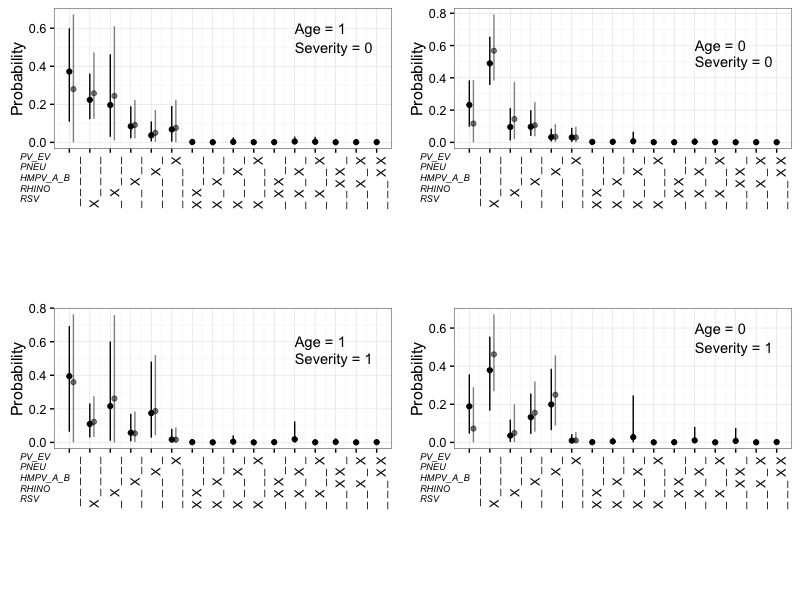 Probability
0.6
0.4
0.2
0.0
Age = 1
Severity = 0
PV_EV
PNEU
HMPV_A_B
RHINO
RSV
Probability
0.8
0.6
0.4
0.2
0.0
Age = 0
Severity = 0
PV_EV
PNEU
HMPV_A_B
RHINO
RSV
Probability
0.8
0.6
0.4
0.2
0.0
Age = 1
Severity = 1
PV_EV
PNEU
HMPV_A_B
RHINO
RSV
Probability
0.6
0.4
0.2
0.0
Age = 0
Severity = 1
PV_EV
PNEU
HMPV_A_B
RHINO
RSV